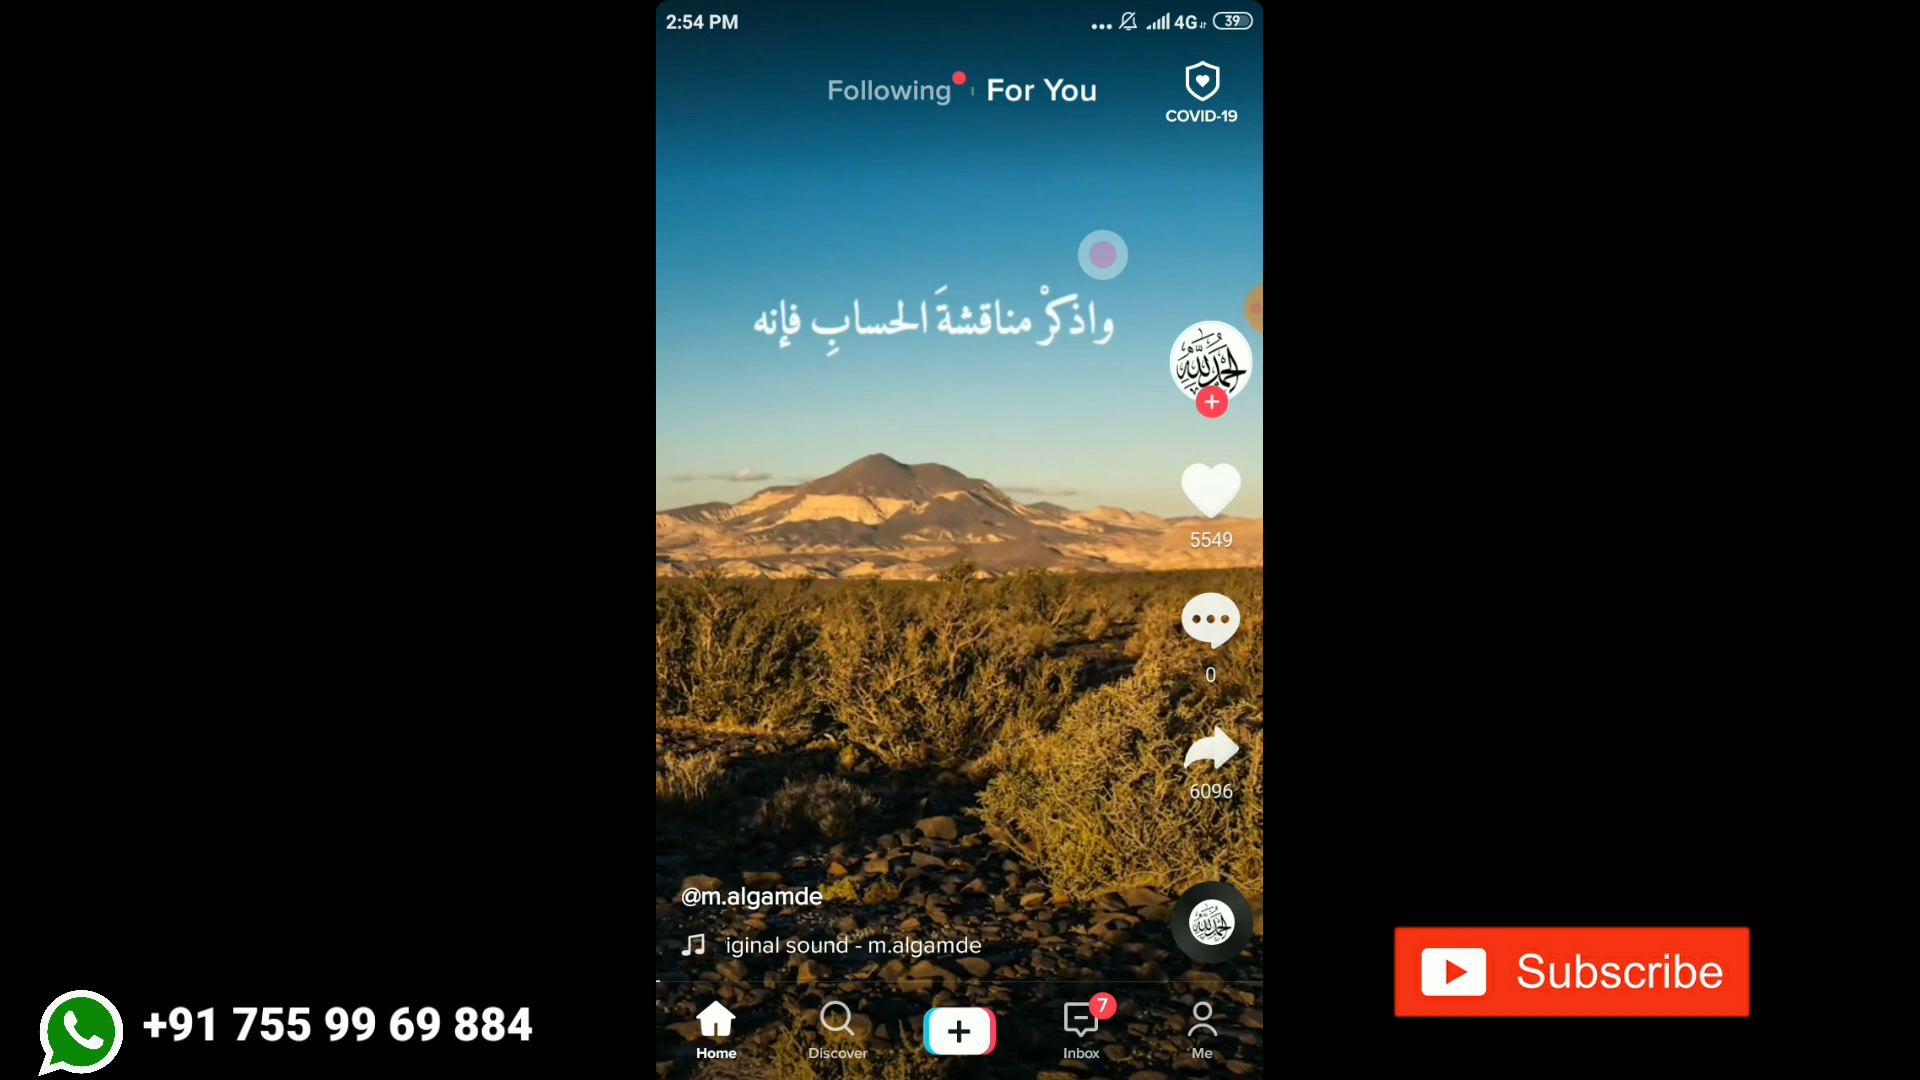 2:54 PM
4G
39
Following
For You
COVID-19
واذكرْ مناقشةَ الحسابِ فإنه
الحمدلله
5549
0
6096
@m.algamde
iginal sound - m.algamde
Home
Discover
7
Inbox
Me
+91 755 99 69 884
Subscribe